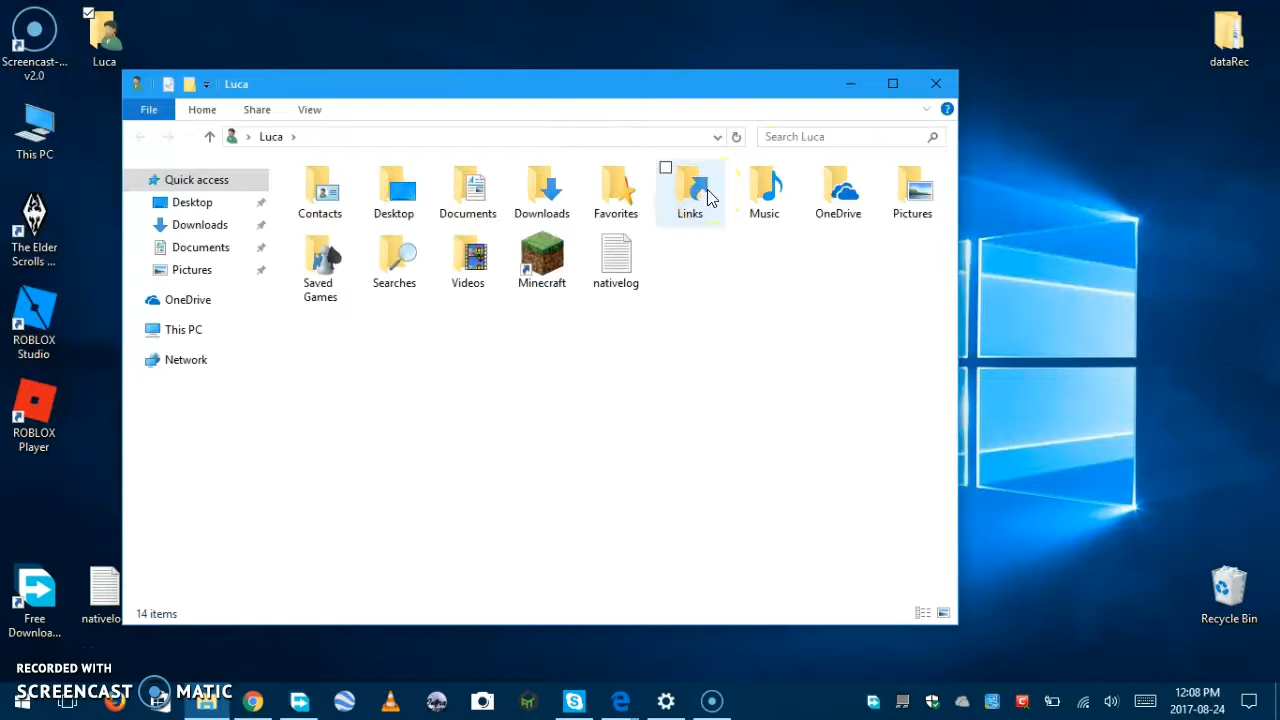 Screencast-...
v2.0
Luca
This PC
The Elder
Scrolls ...
ROBLOX
Studio
ROBLOX
Player
Free
Downloa...
nativelo
dataRec
Recycle Bin
Luca
File
Home
Share
View
Luca
Search Luca
Quick access
Desktop
Downloads
Documents
Pictures
OneDrive
This PC
Network
Contacts
Desktop
Documents
Downloads
Favorites
Links
Music
OneDrive
Pictures
Saved
Games
Searches
Videos
Minecraft
nativelog
14 items
RECORDED WITH
SCREENCAST MATIC
12:08 PM
2017-08-24